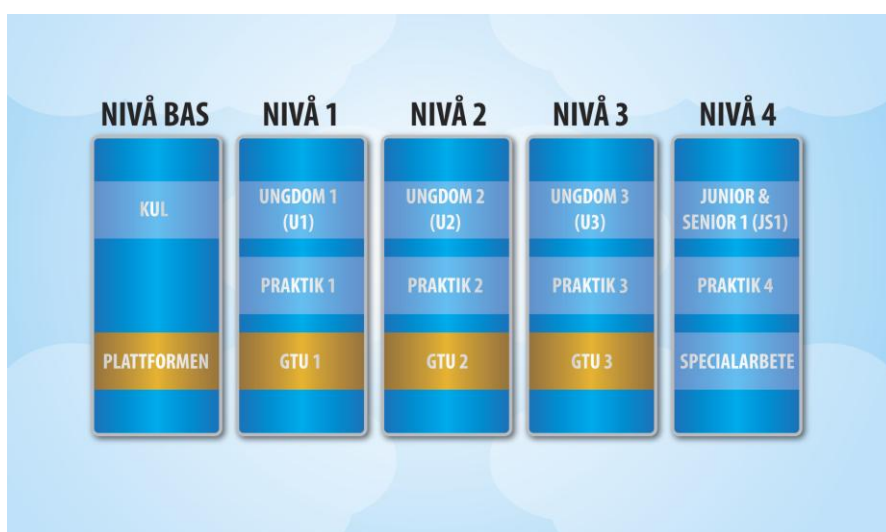 NIVÅ BAS
NIVÅ 1
NIVÅ 2
NIVÅ 3
NIVÅ 4
KUL
UNGDOM 1
(U1)
UNGDOM 2
(U2)
UNGDOM 3
(U3)
JUNIOR &
SENIOR 1 (JS1)
PRAKTIK 1
PRAKTIK 2
PRAKTIK 3
PRAKTIK 4
PLATTFORMEN
GTU 1
GTU 2
GTU 3
SPECIALARBETE